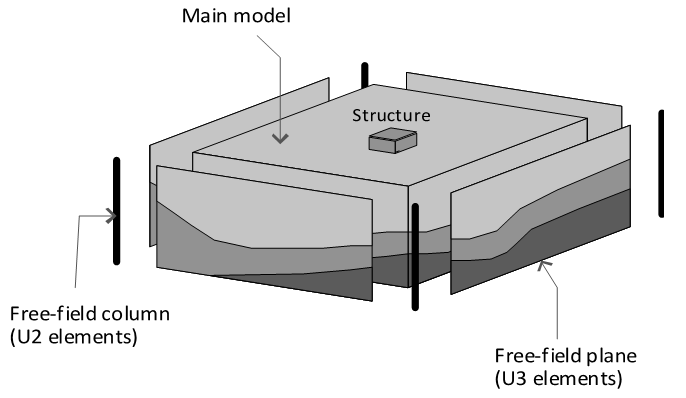 Main model
Structure
Free-field column
(U2 elements)
Free-field plane
(U3 elements)